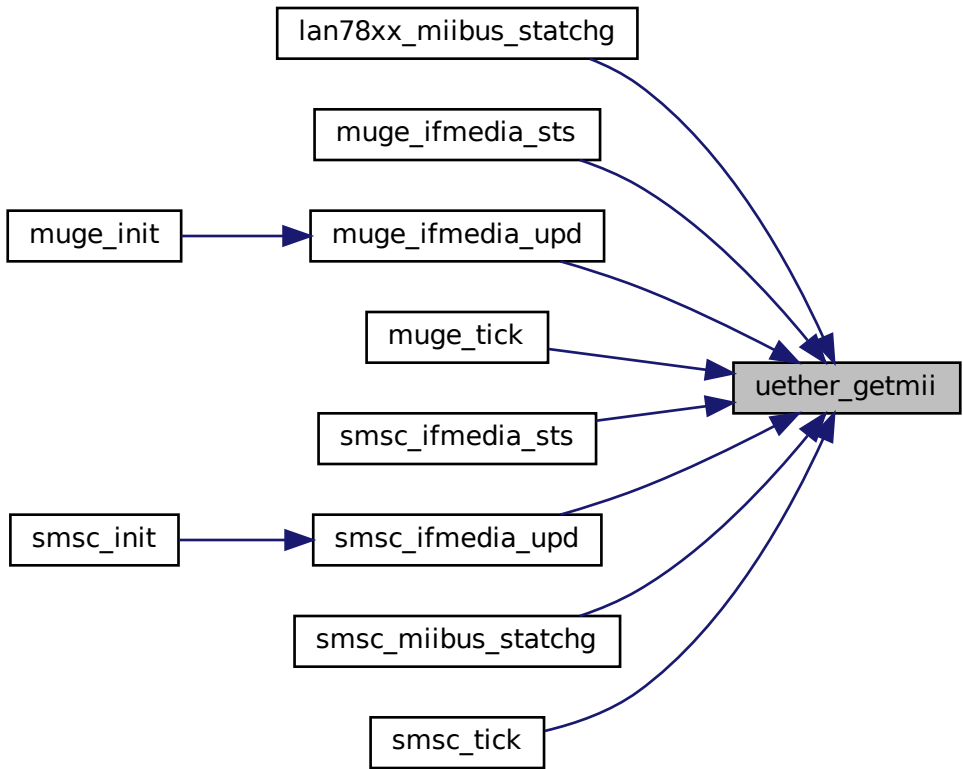 lan78xx_miibus_statchg
muge_ifmedia_sts
muge_init
muge_ifmedia_upd
muge_tick
uether_getmii
smsc_ifmedia_sts
smsc_init
smsc_ifmedia_upd
smsc_miibus_statchg
smsc_tick